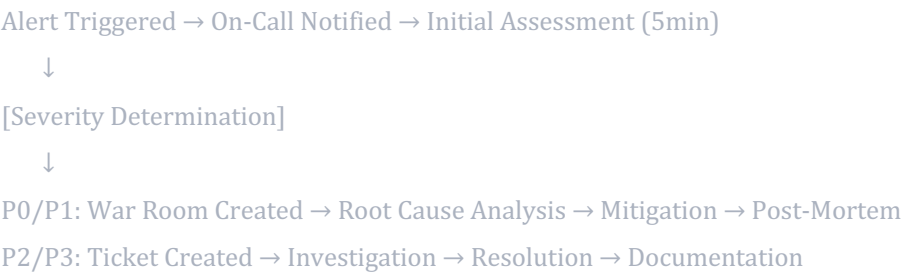 Alert Triggered → On-Call Notified → Initial Assessment (5min)
↓
[Severity Determination]
↓
P0/P1: War Room Created → Root Cause Analysis → Mitigation → Post-Mortem
P2/P3: Ticket Created → Investigation → Resolution → Documentation